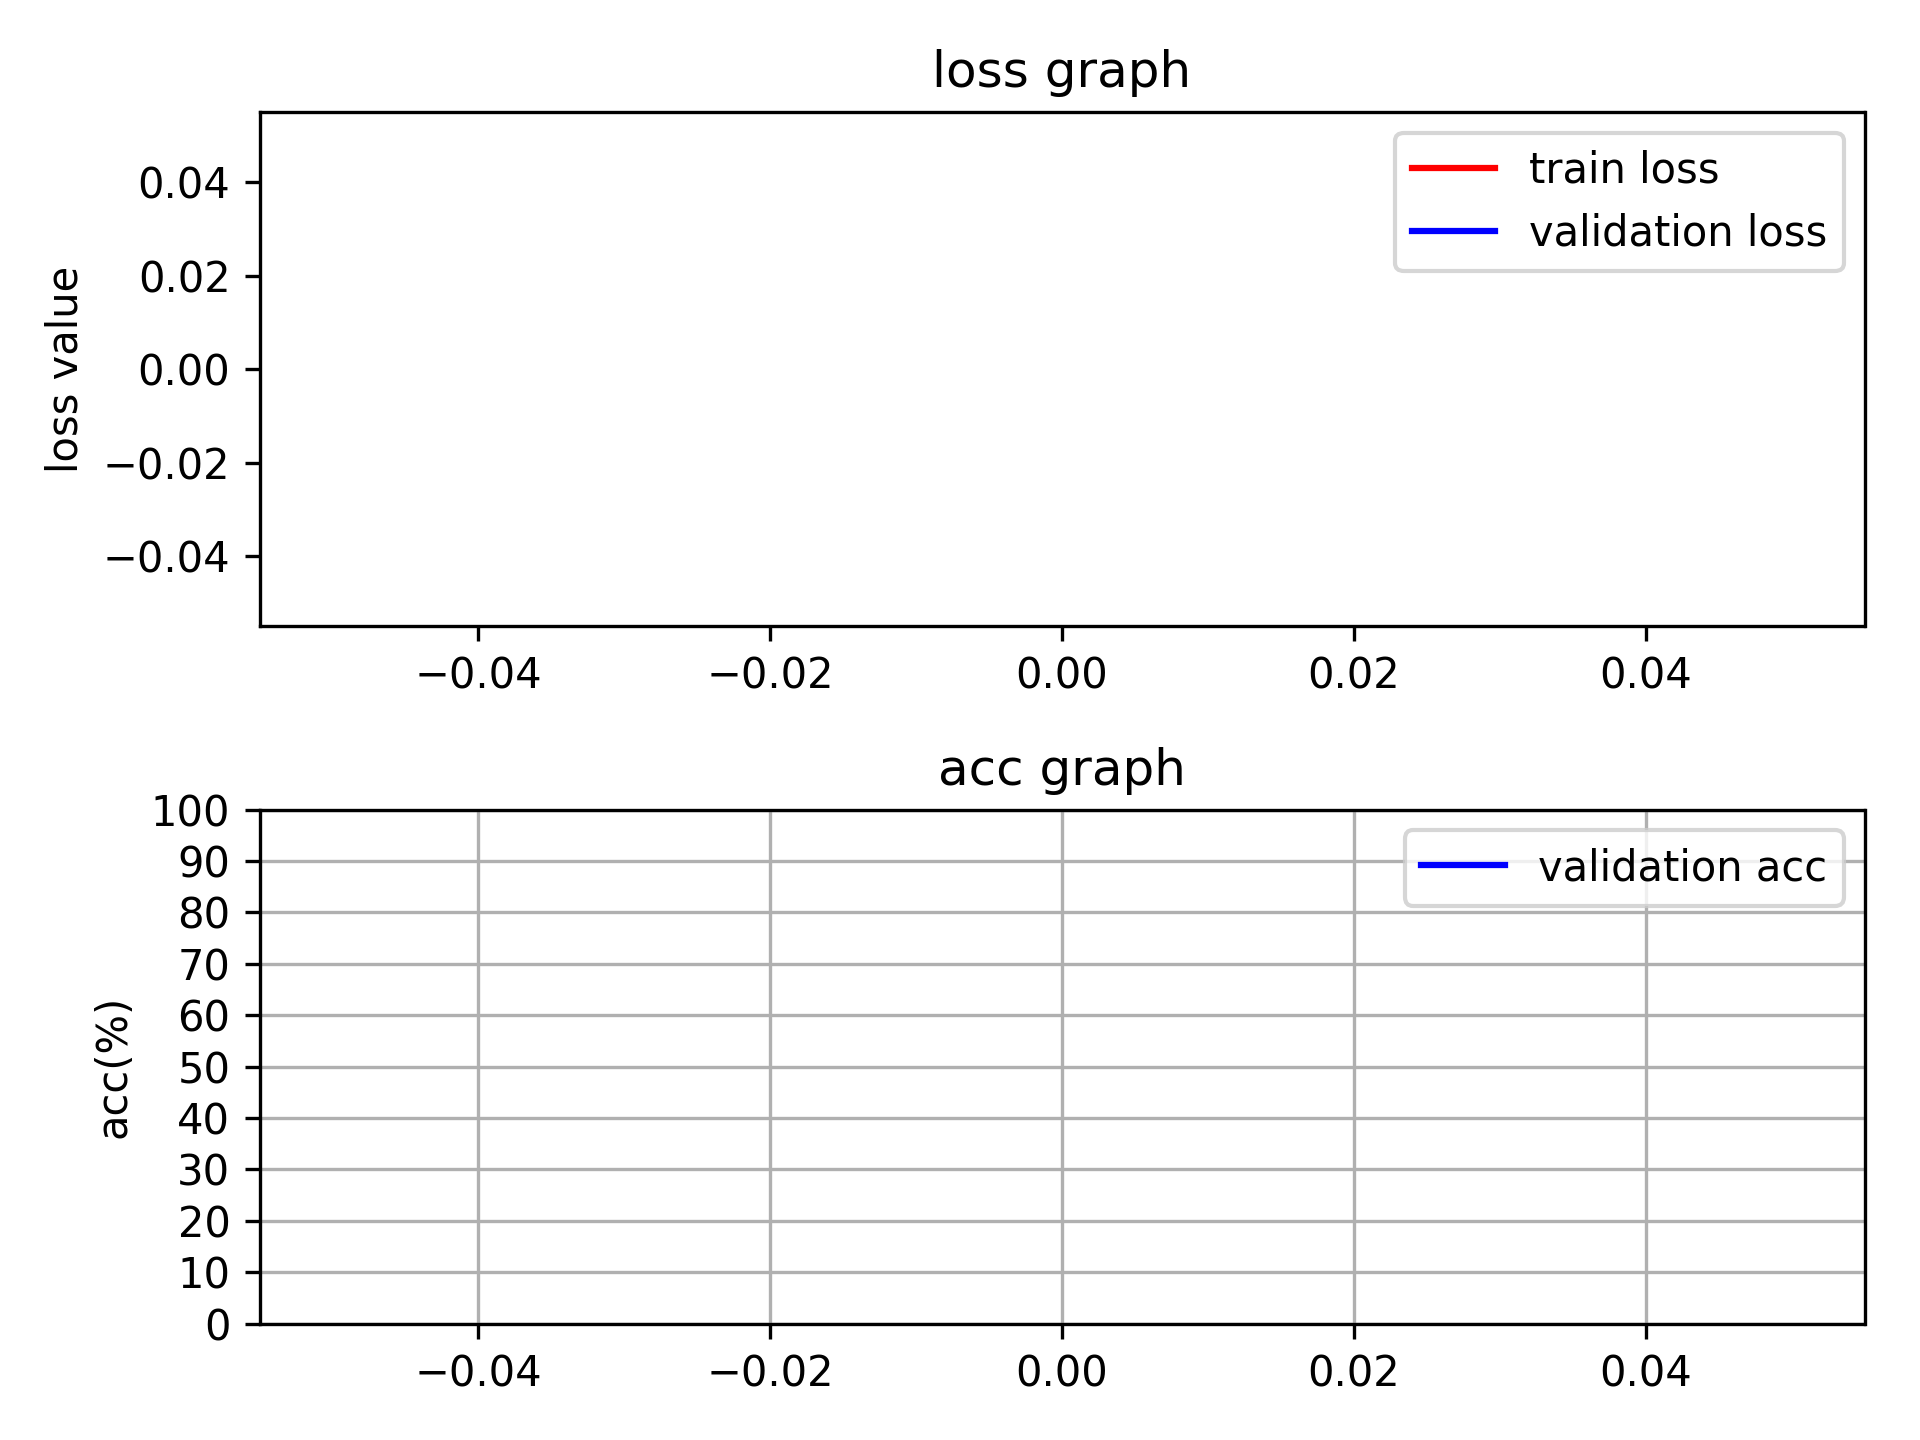 loss graph
train loss
validation loss
loss value
0.04
0.02
0.00
−0.02
−0.04
−0.04 −0.02 0.00 0.02 0.04
acc graph
validation acc
acc(%)
100
90
80
70
60
50
40
30
20
10
0
−0.04 −0.02 0.00 0.02 0.04